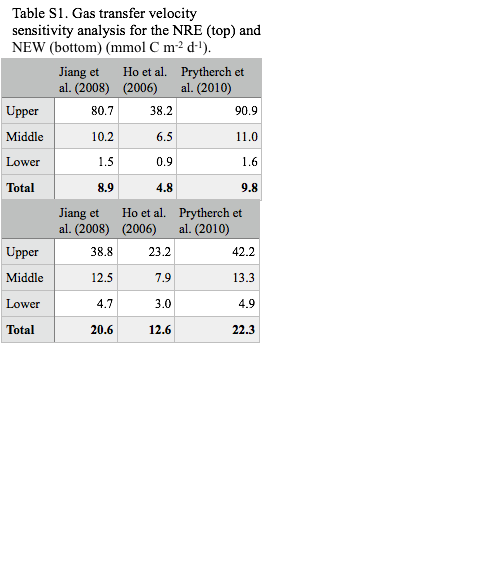 Table S1. Gas transfer velocity
sensitivity analysis for the NRE (top) and
NEW (bottom) (mmol C m⁻² d⁻¹).
Jiang et al. (2008) Ho et al. (2006) Prytherch et al. (2010)
Upper 80.7 38.2 90.9
Middle 10.2 6.5 11.0
Lower 1.5 0.9 1.6
Total 8.9 4.8 9.8
Jiang et al. (2008) Ho et al. (2006) Prytherch et al. (2010)
Upper 38.8 23.2 42.2
Middle 12.5 7.9 13.3
Lower 4.7 3.0 4.9
Total 20.6 12.6 22.3